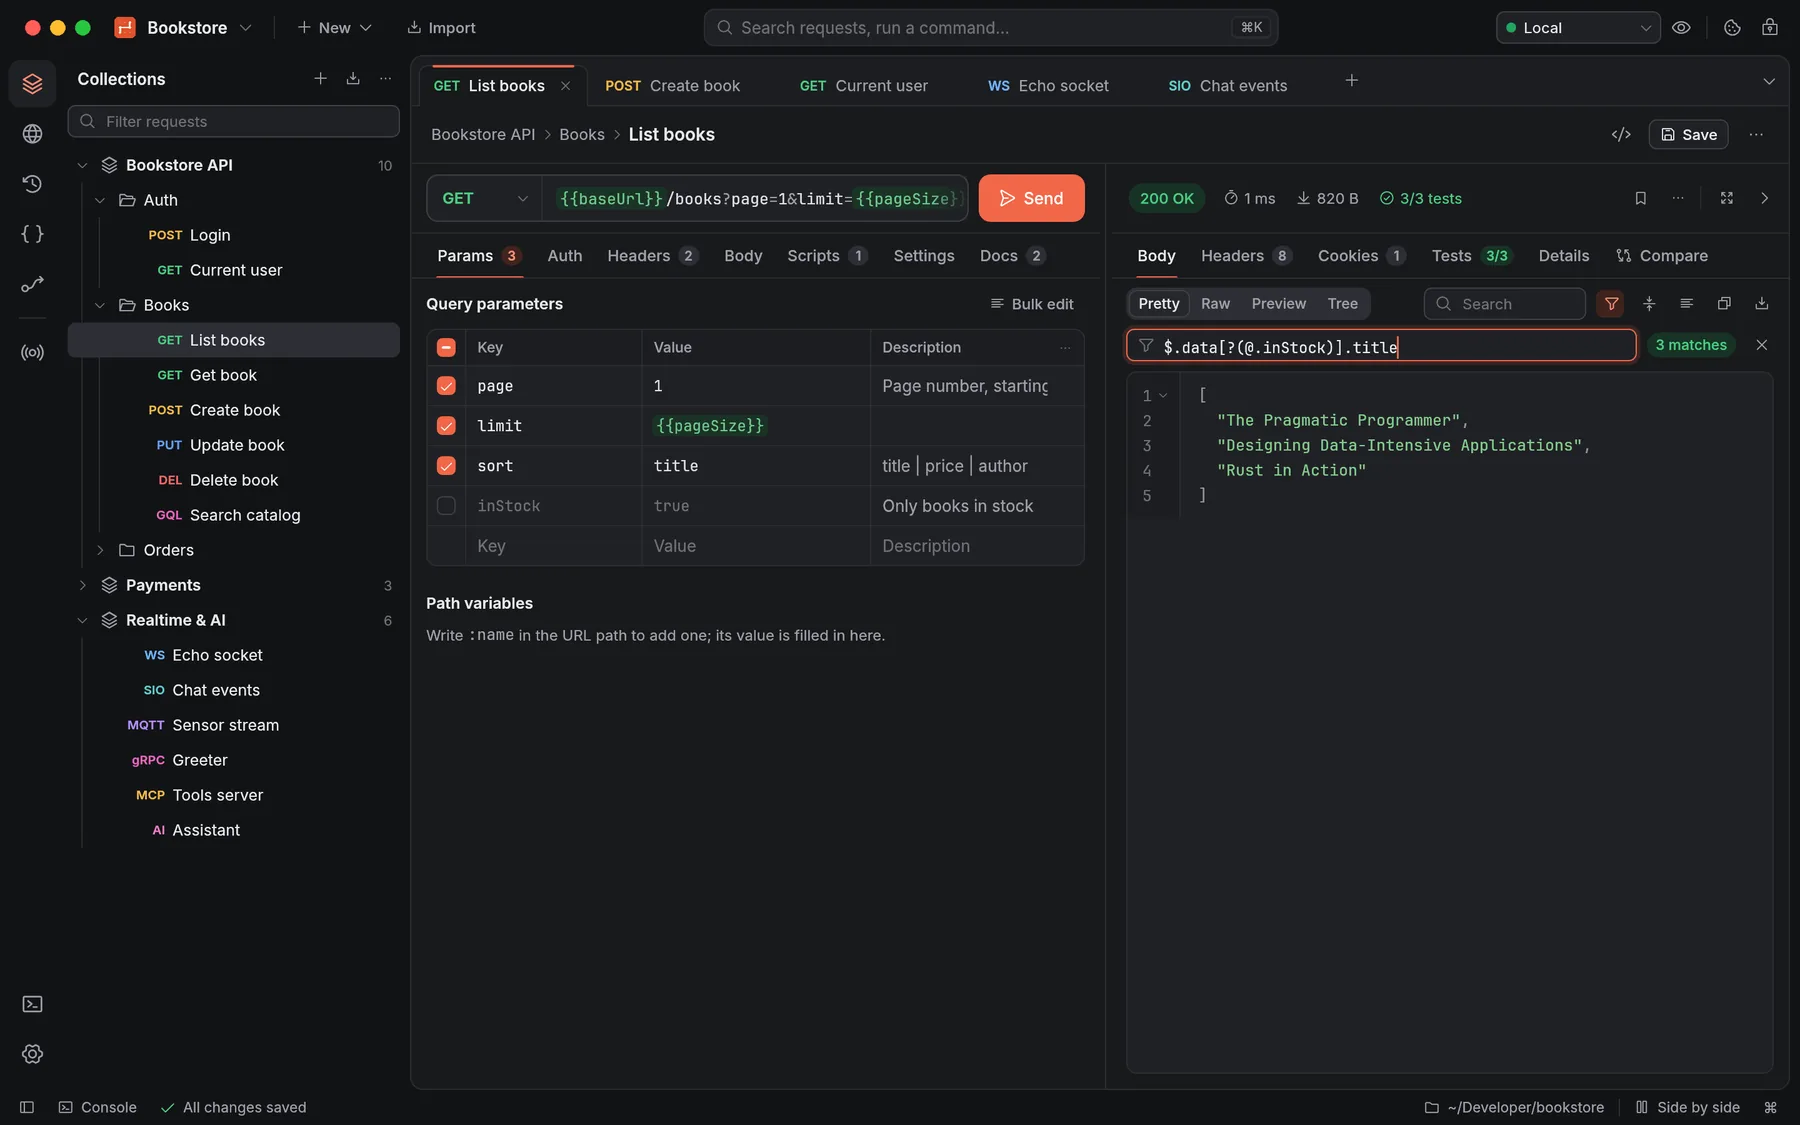 Bookstore
New
Import
Search requests, run a command...
⌘K
Local
Collections
Filter requests
Bookstore API 10
Auth
POST Login
GET Current user
Books
GET List books
GET Get book
POST Create book
PUT Update book
DEL Delete book
GQL Search catalog
Orders
Payments 3
Realtime & AI 6
WS Echo socket
SIO Chat events
MQTT Sensor stream
gRPC Greeter
MCP Tools server
AI Assistant
GET List books
POST Create book
GET Current user
WS Echo socket
SIO Chat events
Bookstore API > Books > List books
</> Save
GET {{baseUrl}}/books?page=1&limit={{pageSize}}
Send
Params 3 Auth Headers 2 Body Scripts 1 Settings Docs 2
Query parameters
Bulk edit
Key Value Description
page 1 Page number, starting
limit {{pageSize}}
sort title title | price | author
inStock true Only books in stock
Key Value Description
Path variables
Write :name in the URL path to add one; its value is filled in here.
200 OK 1 ms 820 B 3/3 tests
Body Headers 8 Cookies 1 Tests 3/3 Details Compare
Pretty Raw Preview Tree Search
$.data[?(@.inStock)].title 3 matches
1 [
2 "The Pragmatic Programmer",
3 "Designing Data-Intensive Applications",
4 "Rust in Action"
5 ]
Console
All changes saved
~/Developer/bookstore
Side by side
⌘